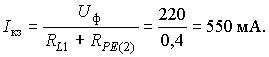 I_кз = U_ф / (R_L1 + R_PE(2)) = 220 / 0,4 = 550 мА.